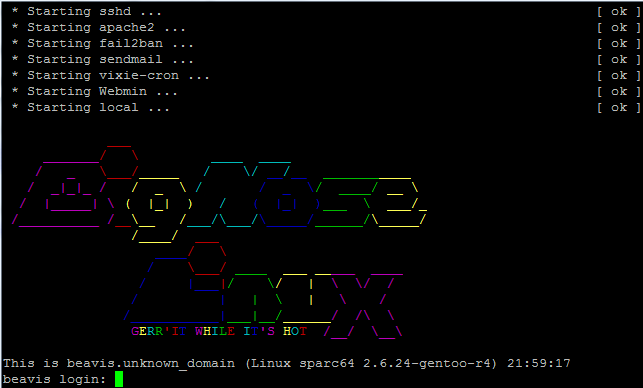 * Starting sshd ... [ ok ]
* Starting apache2 ... [ ok ]
* Starting fail2ban ... [ ok ]
* Starting sendmail ... [ ok ]
* Starting vixie-cron ... [ ok ]
* Starting Webmin ... [ ok ]
* Starting local ... [ ok ]
Bignose
Linux
GERR'IT WHILE IT'S HOT
This is beavis.unknown_domain (Linux sparc64 2.6.24-gentoo-r4) 21:59:17
beavis login: